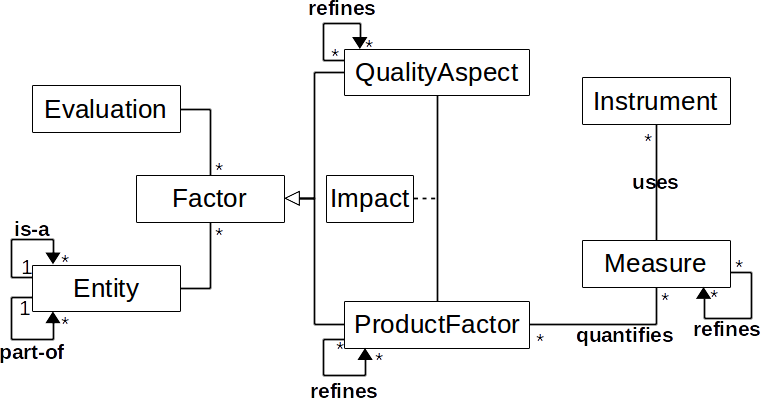 refines
* *
QualityAspect
Evaluation
Instrument
*
*
Factor
Impact
uses
*
is-a
1 *
Entity
Measure
*
1 *
part-of
* *
refines
ProductFactor
*
quantifies
* *
refines